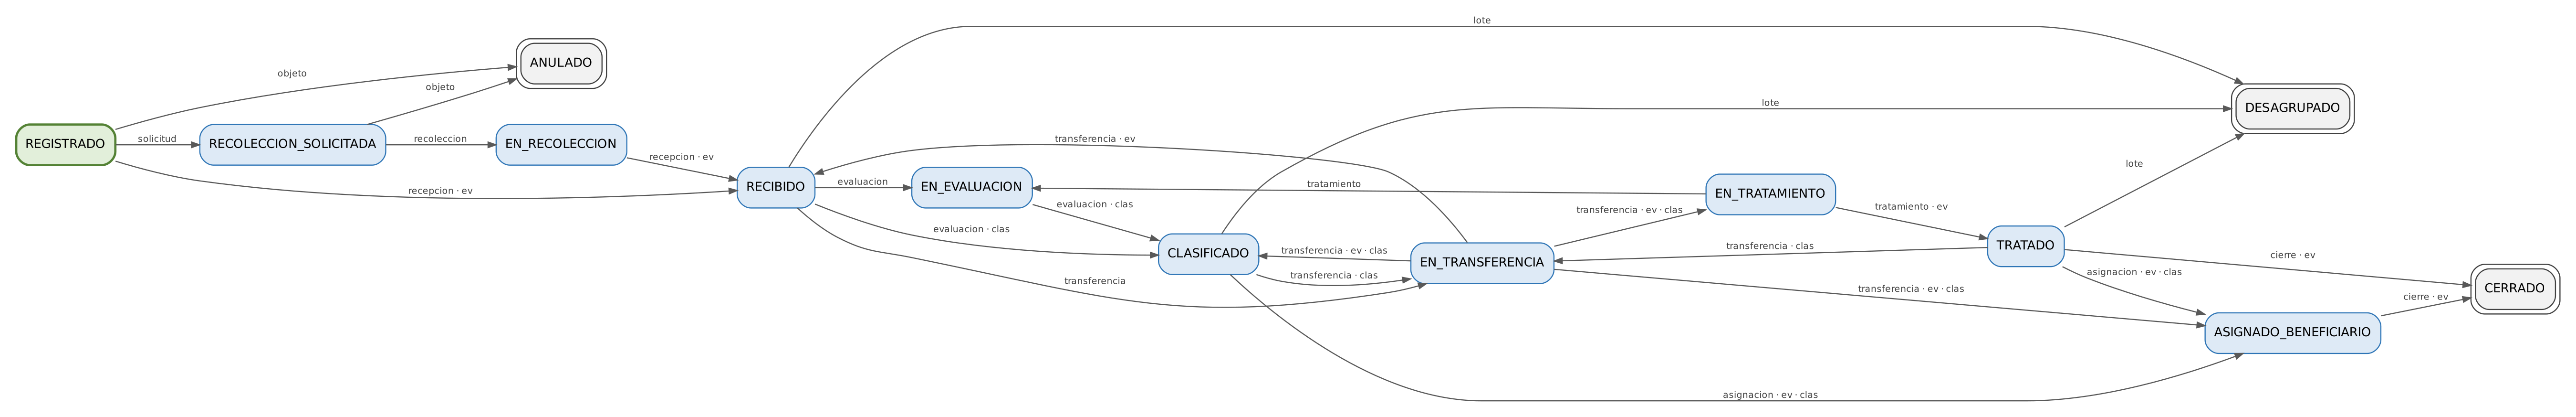 lote
ANULADO
objeto
objeto
DESAGRUPADO
lote
REGISTRADO
solicitud
RECOLECCION_SOLICITADA
recoleccion
EN_RECOLECCION
transferencia · ev
recepcion · ev
lote
recepcion · ev
RECIBIDO
evaluacion
EN_EVALUACION
tratamiento
EN_TRATAMIENTO
evaluacion · clas
transferencia · ev · clas
tratamiento · ev
evaluacion · clas
CLASIFICADO
transferencia · ev · clas
EN_TRANSFERENCIA
transferencia · clas
TRATADO
cierre · ev
transferencia
transferencia · clas
asignacion · ev · clas
transferencia · ev · clas
CERRADO
cierre · ev
ASIGNADO_BENEFICIARIO
asignacion · ev · clas